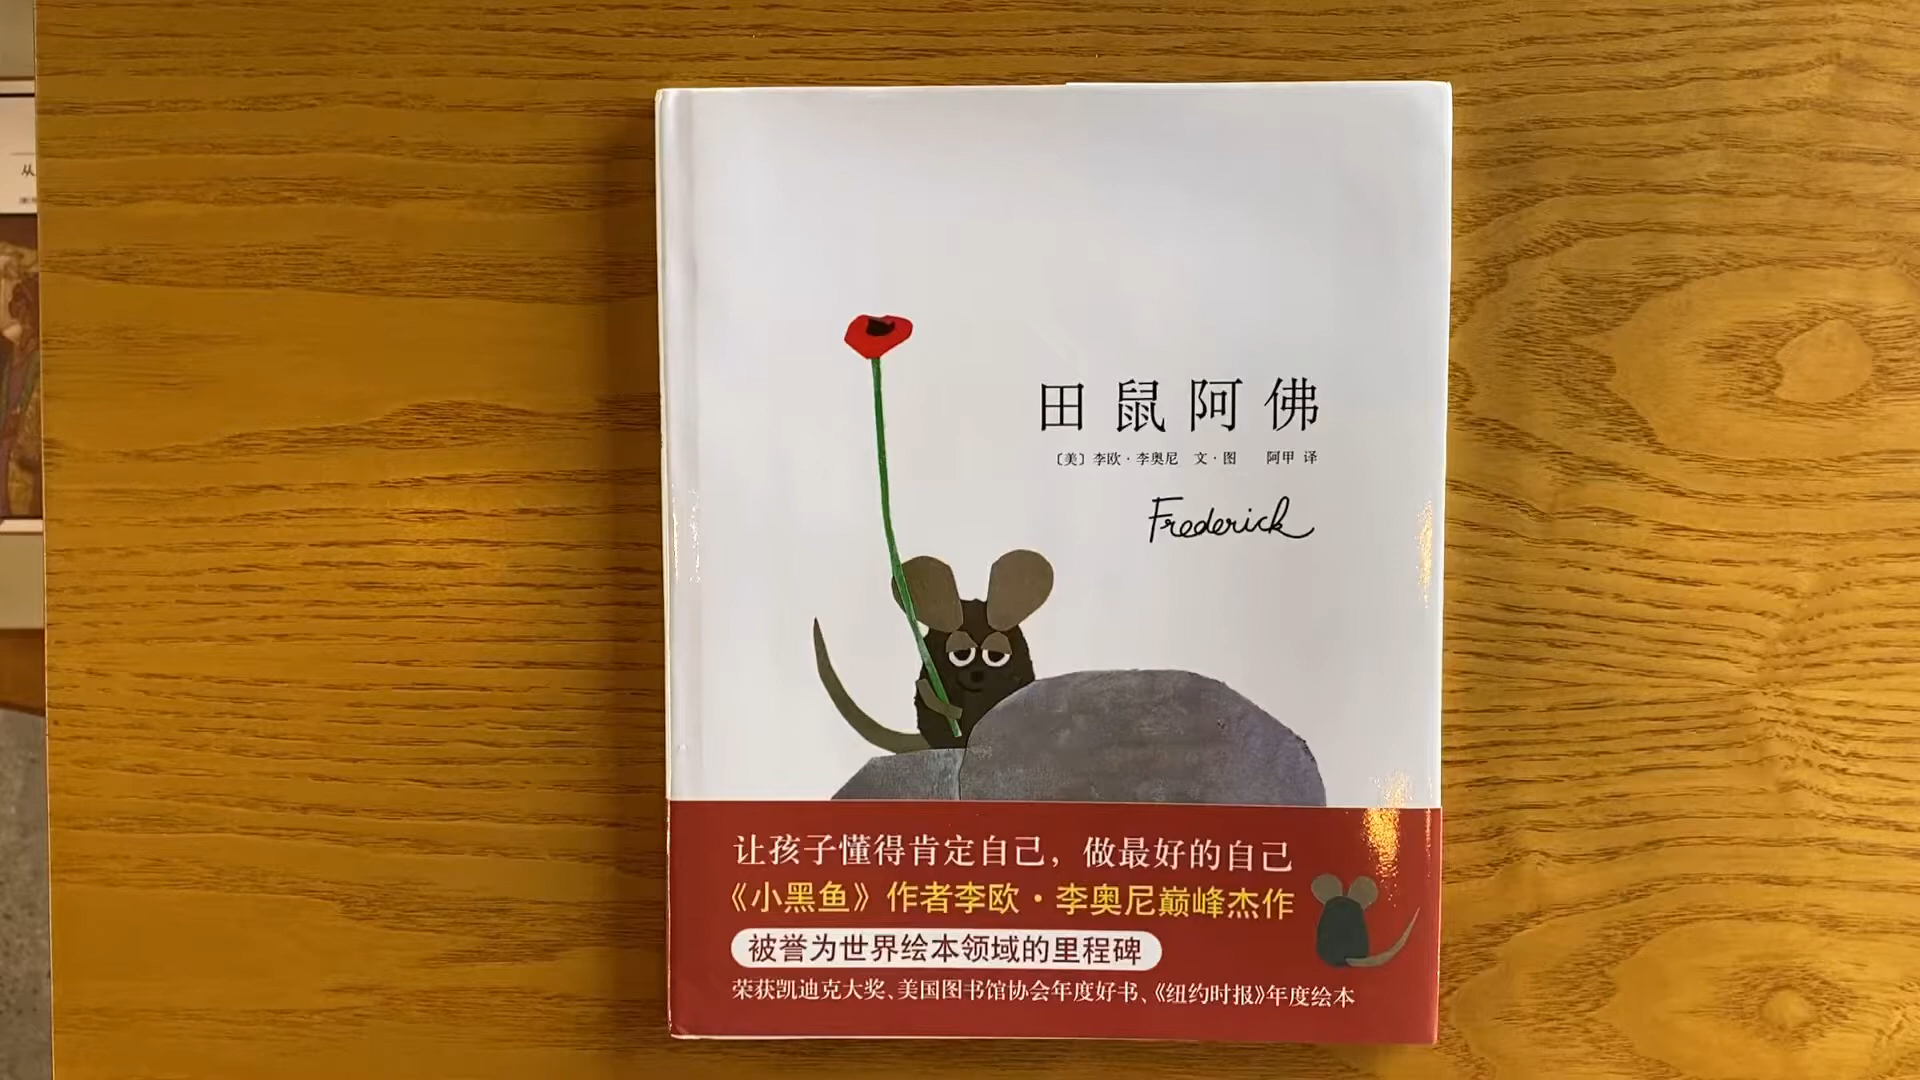 田鼠阿佛
〔美〕李欧·李奥尼 文·图 阿甲 译
Frederick
让孩子懂得肯定自己，做最好的自己
《小黑鱼》作者李欧·李奥尼巅峰杰作
被誉为世界绘本领域的里程碑
荣获凯迪克大奖、美国图书馆协会年度好书、《纽约时报》年度绘本
从